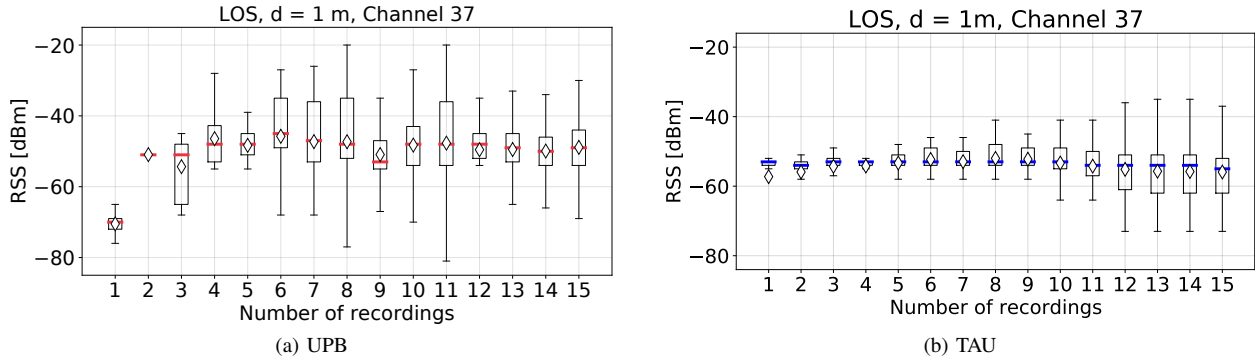 LOS, d = 1 m, Channel 37
−20
−40
−60
−80
RSS [dBm]
1 2 3 4 5 6 7 8 9 10 11 12 13 14 15
Number of recordings
(a) UPB
LOS, d = 1m, Channel 37
−20
−40
−60
−80
RSS [dBm]
1 2 3 4 5 6 7 8 9 10 11 12 13 14 15
Number of recordings
(b) TAU